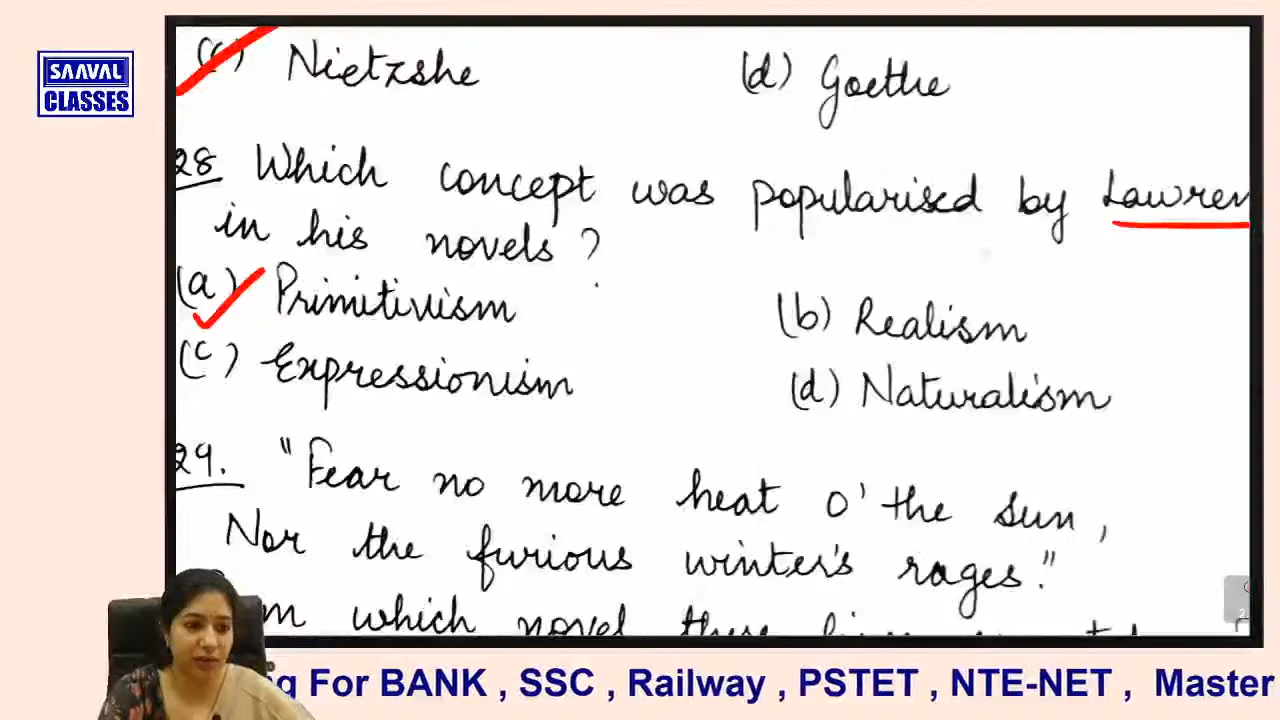 SAAVAL
CLASSES
(c) Nietzshe (d) Goethe
28 Which concept was popularised by Lawren
in his novels?
(a) Primitivism (b) Realism
(c) Expressionism (d) Naturalism
29. "Fear no more heat o' the sun,
Nor the furious winter's rages."
which novel these
For BANK , SSC , Railway , PSTET , NTE-NET , Master